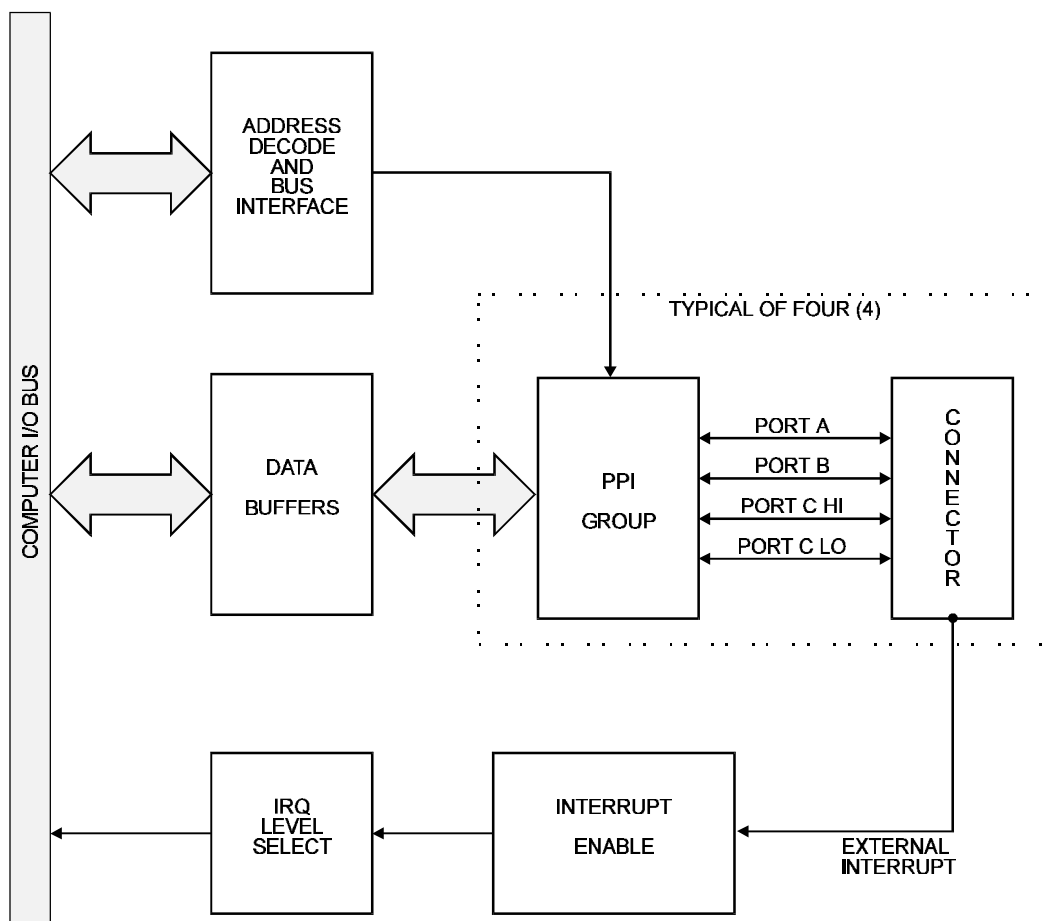 COMPUTER I/O BUS
ADDRESS
DECODE
AND
BUS
INTERFACE
TYPICAL OF FOUR (4)
DATA
BUFFERS
PPI
GROUP
PORT A
PORT B
PORT C HI
PORT C LO
CONNECTOR
IRQ
LEVEL
SELECT
INTERRUPT
ENABLE
EXTERNAL
INTERRUPT